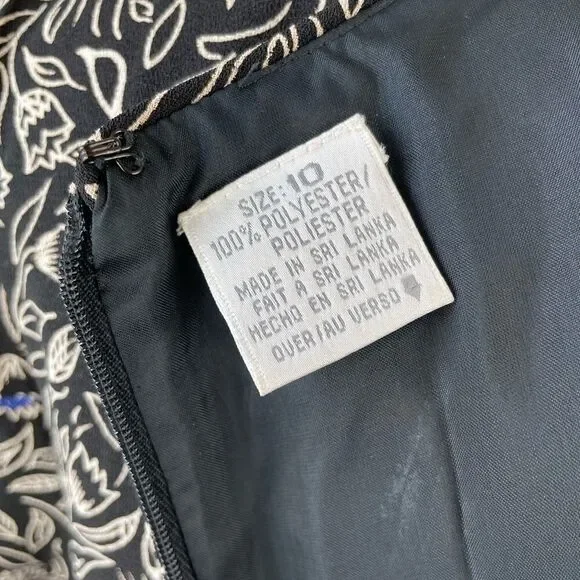 SIZE: 10
100% POLYESTER/
POLIESTER
MADE IN SRI LANKA
FAIT A SRI LANKA
HECHO EN SRI LANKA
OVER/AU VERSO